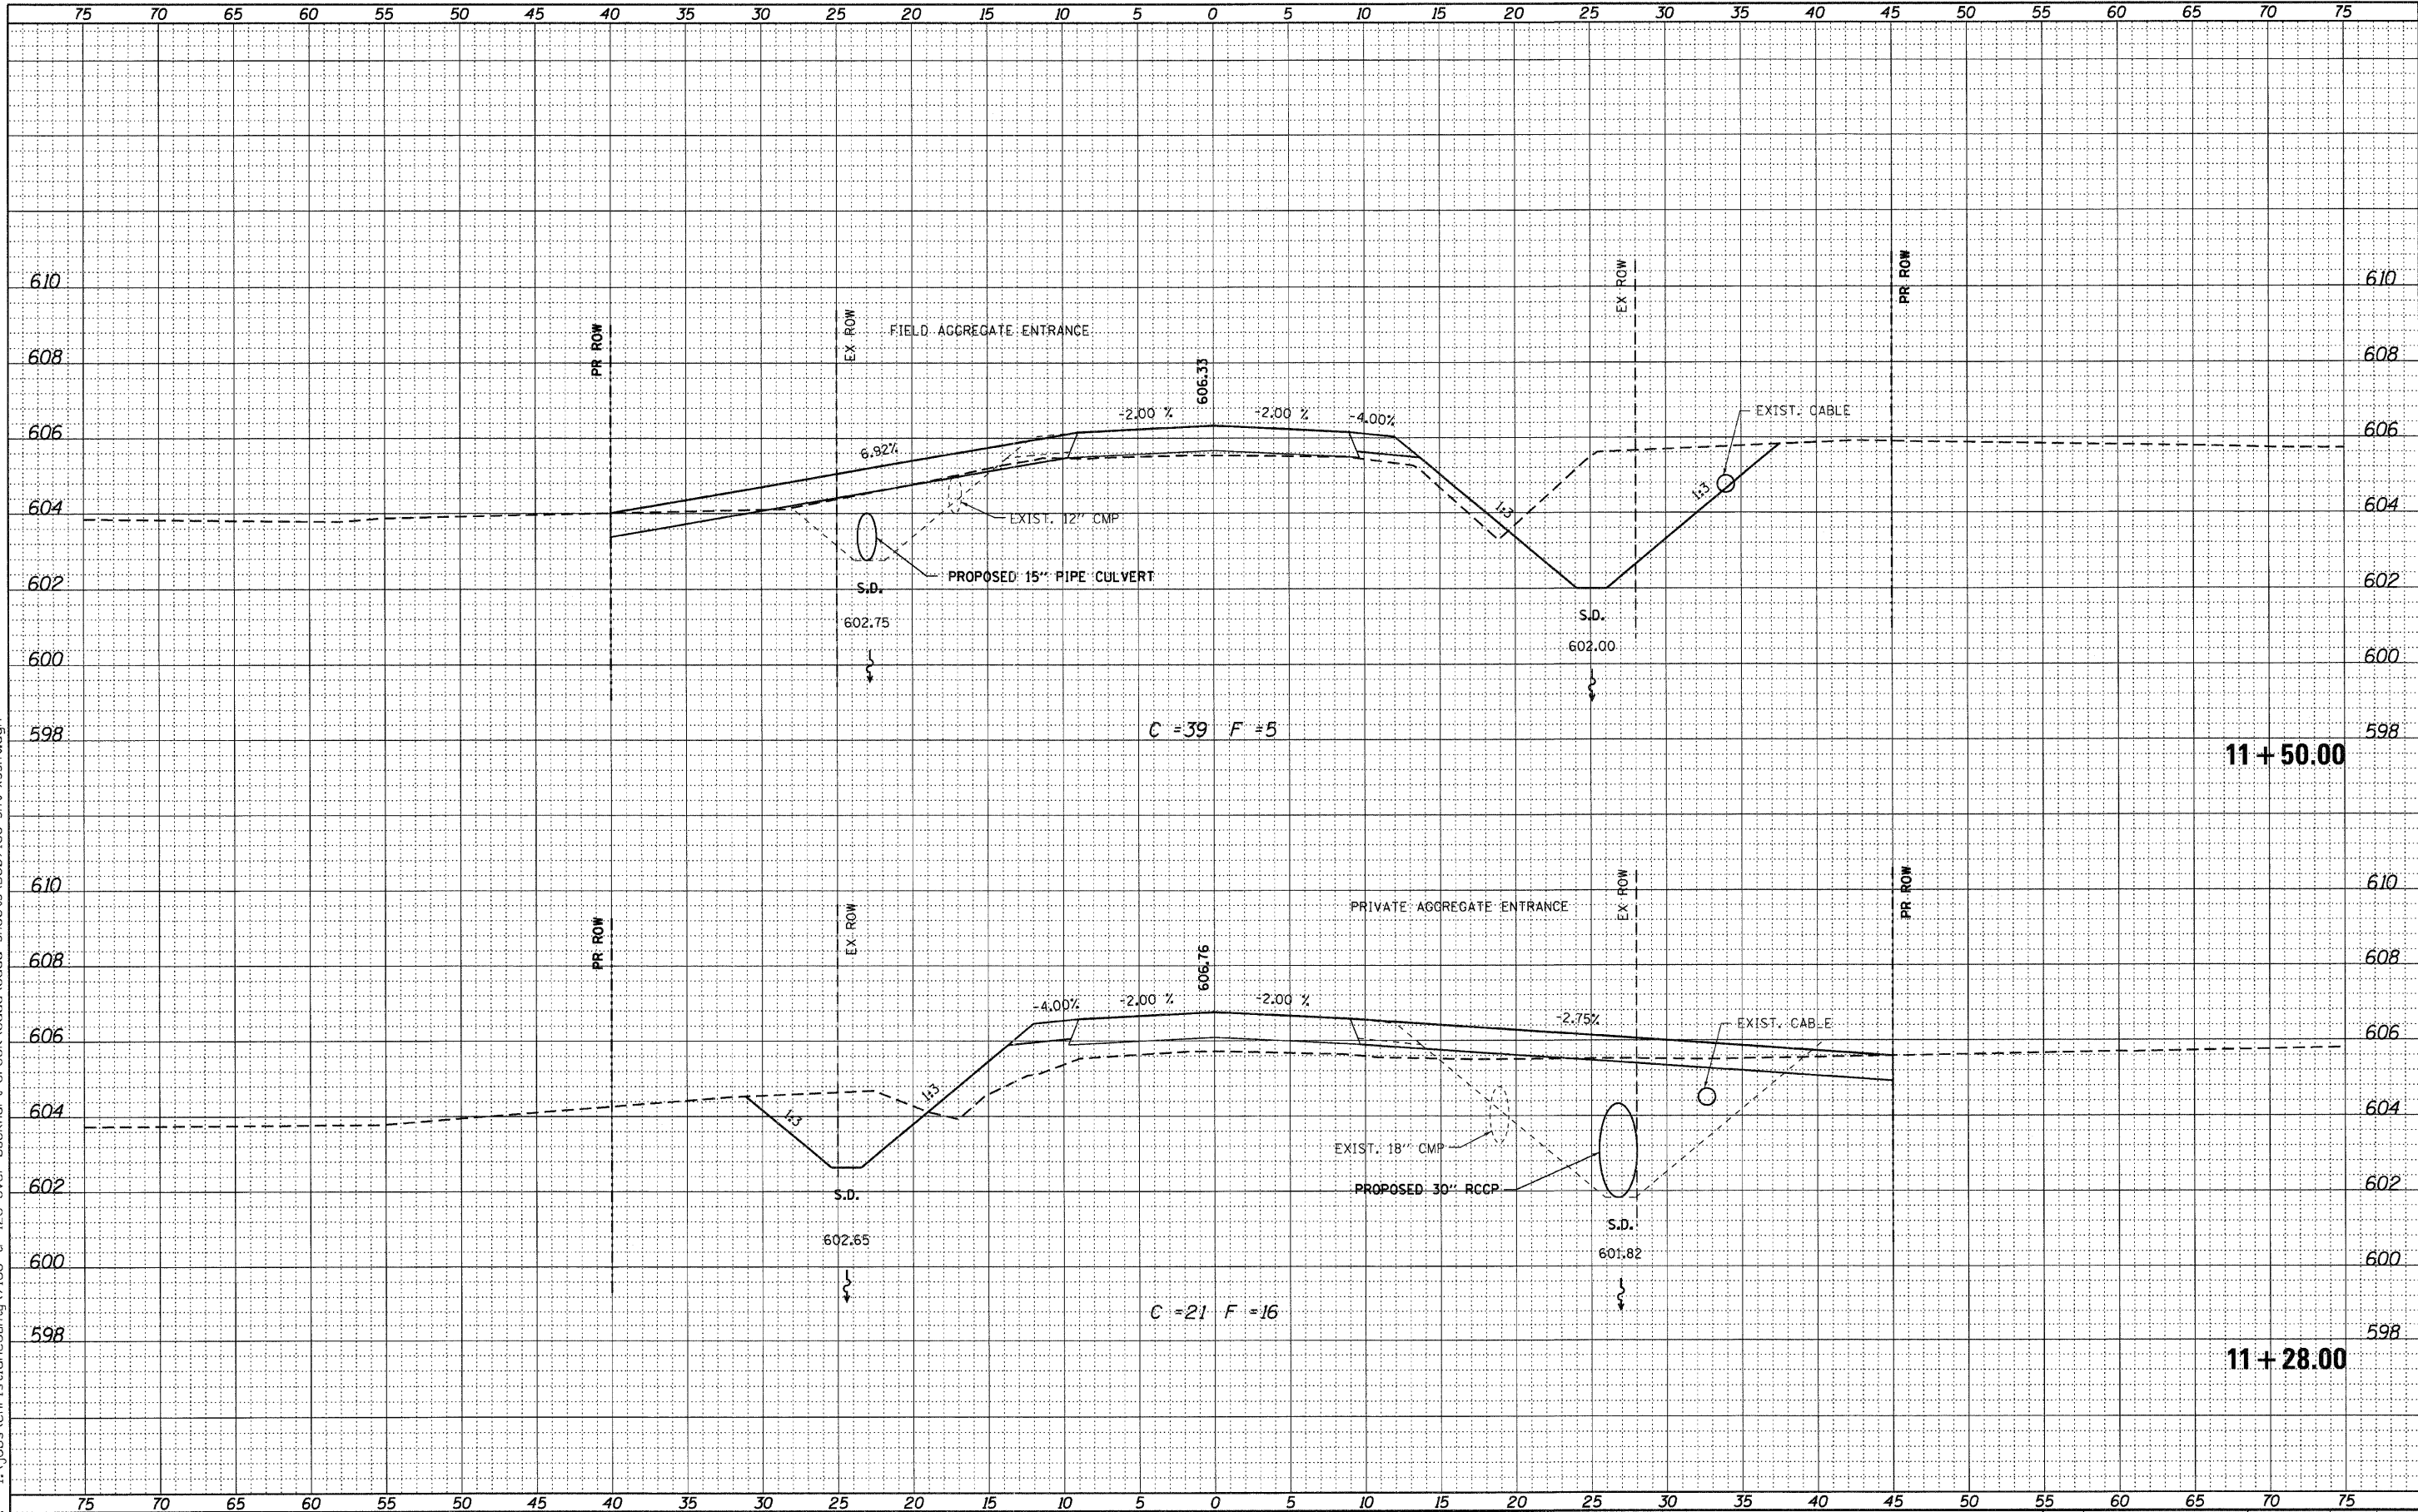 75 70 65 60 55 50 45 40 35 30 25 20 15 10 5 0 5 10 15 20 25 30 35 40 45 50 55 60 65 70 75
610 610
608 608
606 606
604 604
602 602
600 600
598 598
PR ROW
EX ROW
FIELD AGGREGATE ENTRANCE
606.33
EX ROW
PR ROW
6.92%
-2.00 %
-2.00 %
-4.00%
EXIST. CABLE
1:3
1:3
EXIST. 12" CMP
PROPOSED 15" PIPE CULVERT
S.D.
602.75
S.D.
602.00
C =39 F =5
11 + 50.00
610 610
608 608
606 606
604 604
602 602
600 600
598 598
PR ROW
EX ROW
606.76
PRIVATE AGGREGATE ENTRANCE
EX ROW
PR ROW
-4.00%
-2.00 %
-2.00 %
-2.75%
EXIST. CABLE
1:3
1:3
EXIST. 18" CMP
PROPOSED 30" RCCP
S.D.
602.65
S.D.
601.82
C =21 F =16
11 + 28.00
75 70 65 60 55 50 45 40 35 30 25 20 15 10 5 0 5 10 15 20 25 30 35 40 45 50 55 60 65 70 75